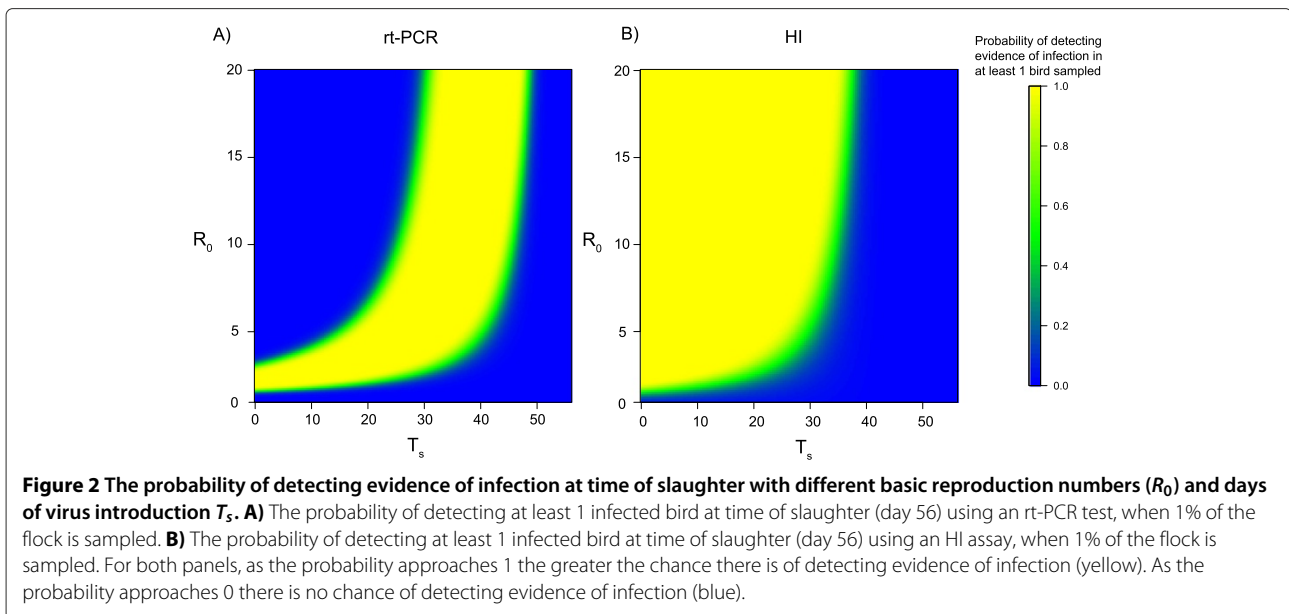 A)
rt-PCR
B)
HI
Probability of detecting
evidence of infection in
at least 1 bird sampled
20
15
10
5
0
R0
0 10 20 30 40 50
Ts
20
15
10
5
0
R0
0 10 20 30 40 50
Ts
1.0
0.8
0.6
0.4
0.2
0.0
Figure 2 The probability of detecting evidence of infection at time of slaughter with different basic reproduction numbers (R0) and days
of virus introduction Ts. A) The probability of detecting at least 1 infected bird at time of slaughter (day 56) using an rt-PCR test, when 1% of the
flock is sampled. B) The probability of detecting at least 1 infected bird at time of slaughter (day 56) using an HI assay, when 1% of the flock is
sampled. For both panels, as the probability approaches 1 the greater the chance there is of detecting evidence of infection (yellow). As the
probability approaches 0 there is no chance of detecting evidence of infection (blue).